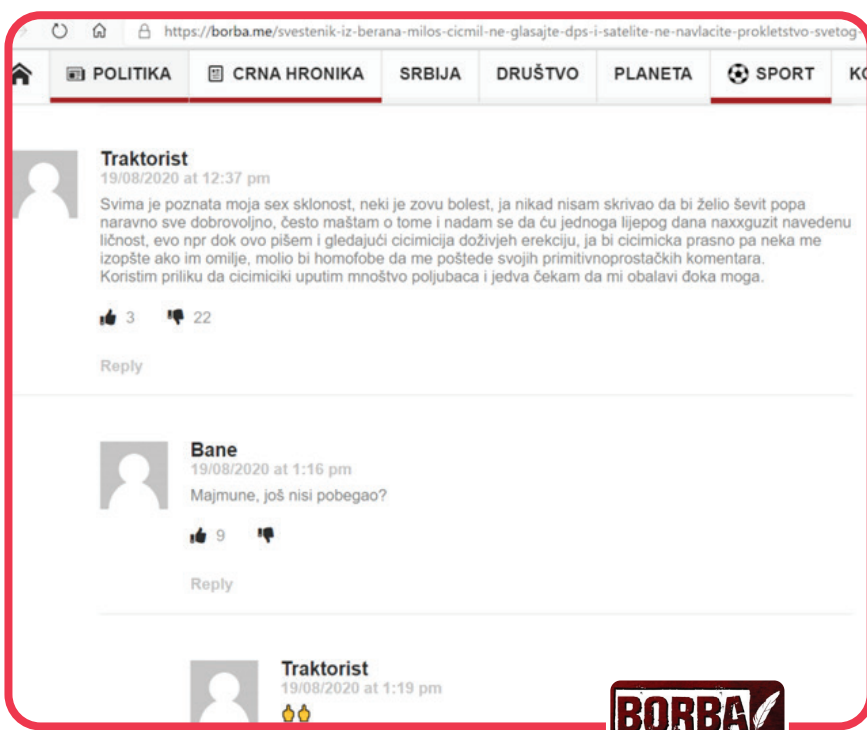 https://borba.me/svestenik-iz-berana-milos-cicmil-ne-glasajte-dps-i-satelite-ne-navlacite-prokletstvo-svetog-
POLITIKA CRNA HRONIKA SRBIJA DRUŠTVO PLANETA SPORT
Traktorist
19/08/2020 at 12:37 pm
Svima je poznata moja sex sklonost, neki je zovu bolest, ja nikad nisam skrivao da bi želio ševit popa
naravno sve dobrovoljno, često maštam o tome i nadam se da ću jednoga lijepog dana naxxguzit navedenu
ličnost, evo npr dok ovo pišem i gledajući cicimicija doživjeh erekciju, ja bi cicimicka prasno pa neka me
izopšte ako im omilje, molio bi homofobe da me poštede svojih primitivnoprostačkih komentara.
Koristim priliku da cicimiciki uputim mnoštvo poljubaca i jedva čekam da mi obalavi đoka moga.
3 22
Reply
Bane
19/08/2020 at 1:16 pm
Majmune, još nisi pobegao?
9
Reply
Traktorist
19/08/2020 at 1:19 pm
BORBA